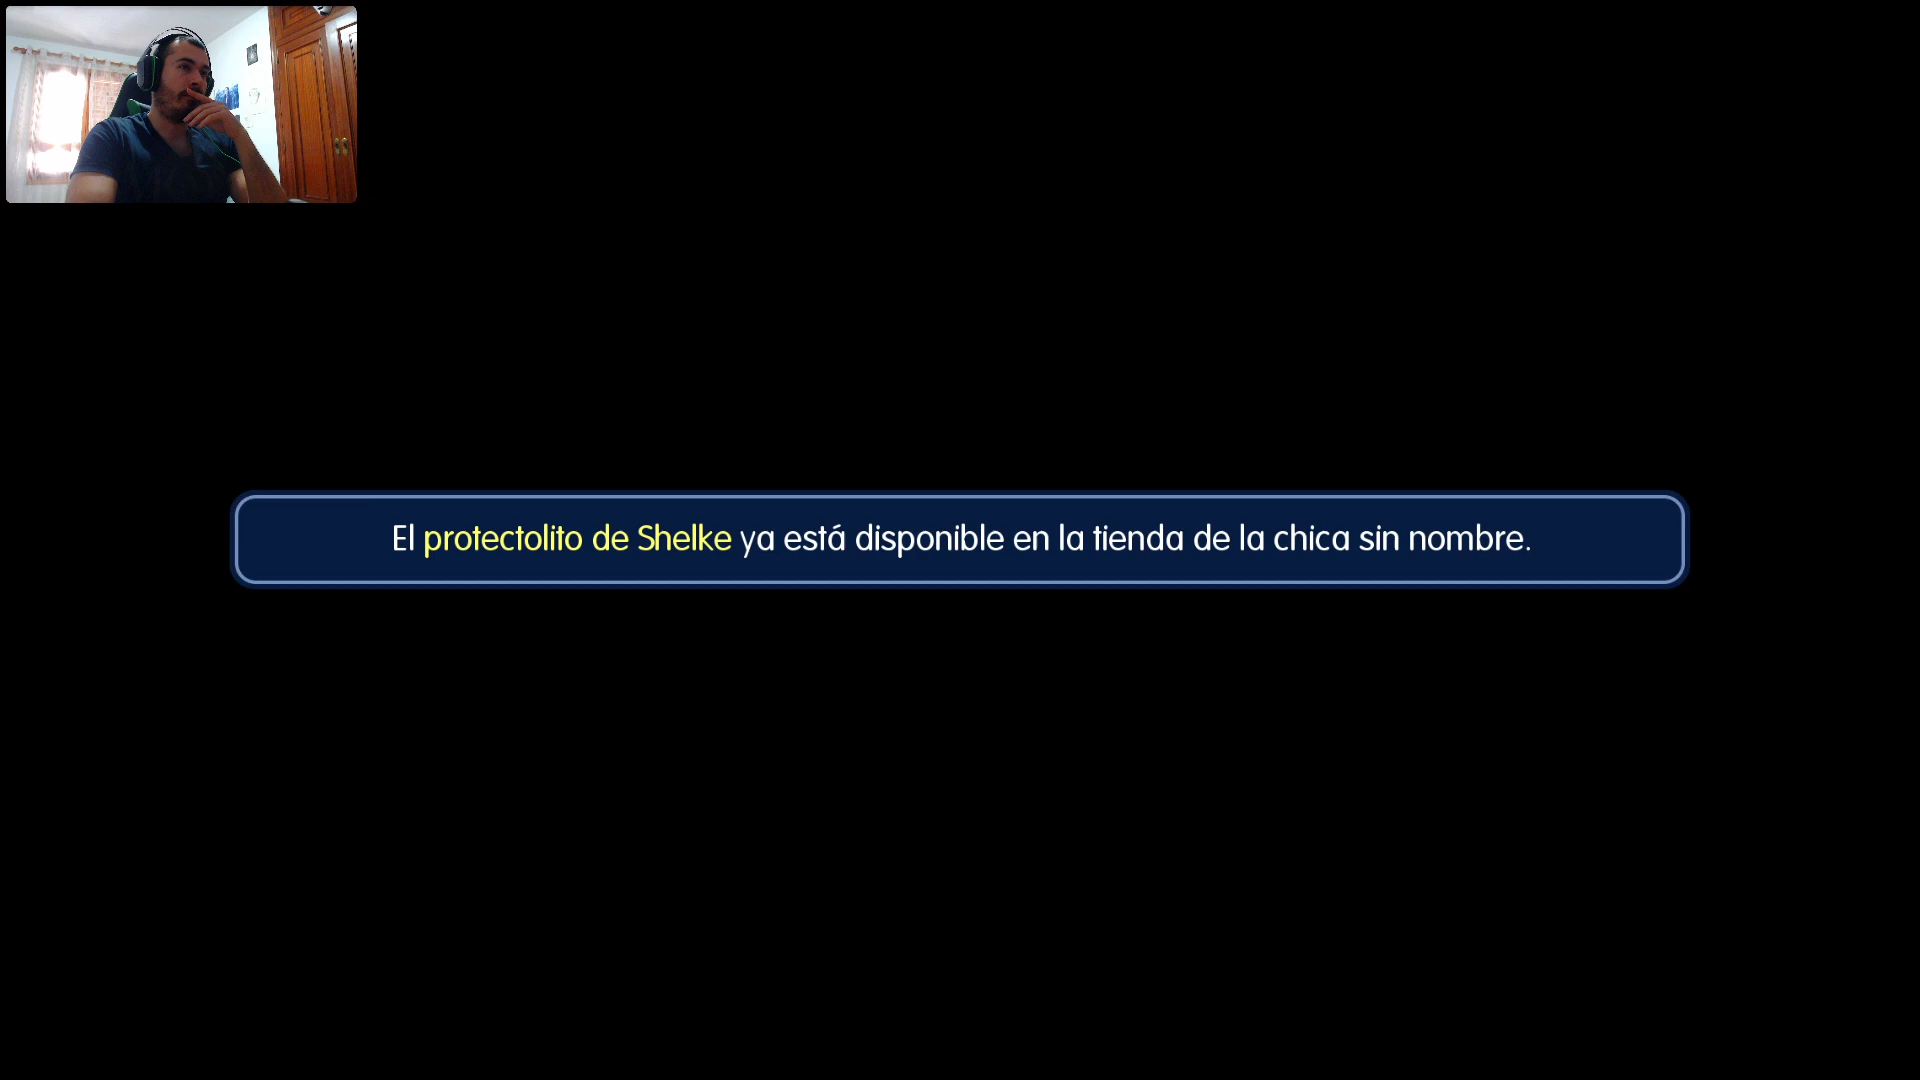 El protectolito de Shelke ya está disponible en la tienda de la chica sin nombre.